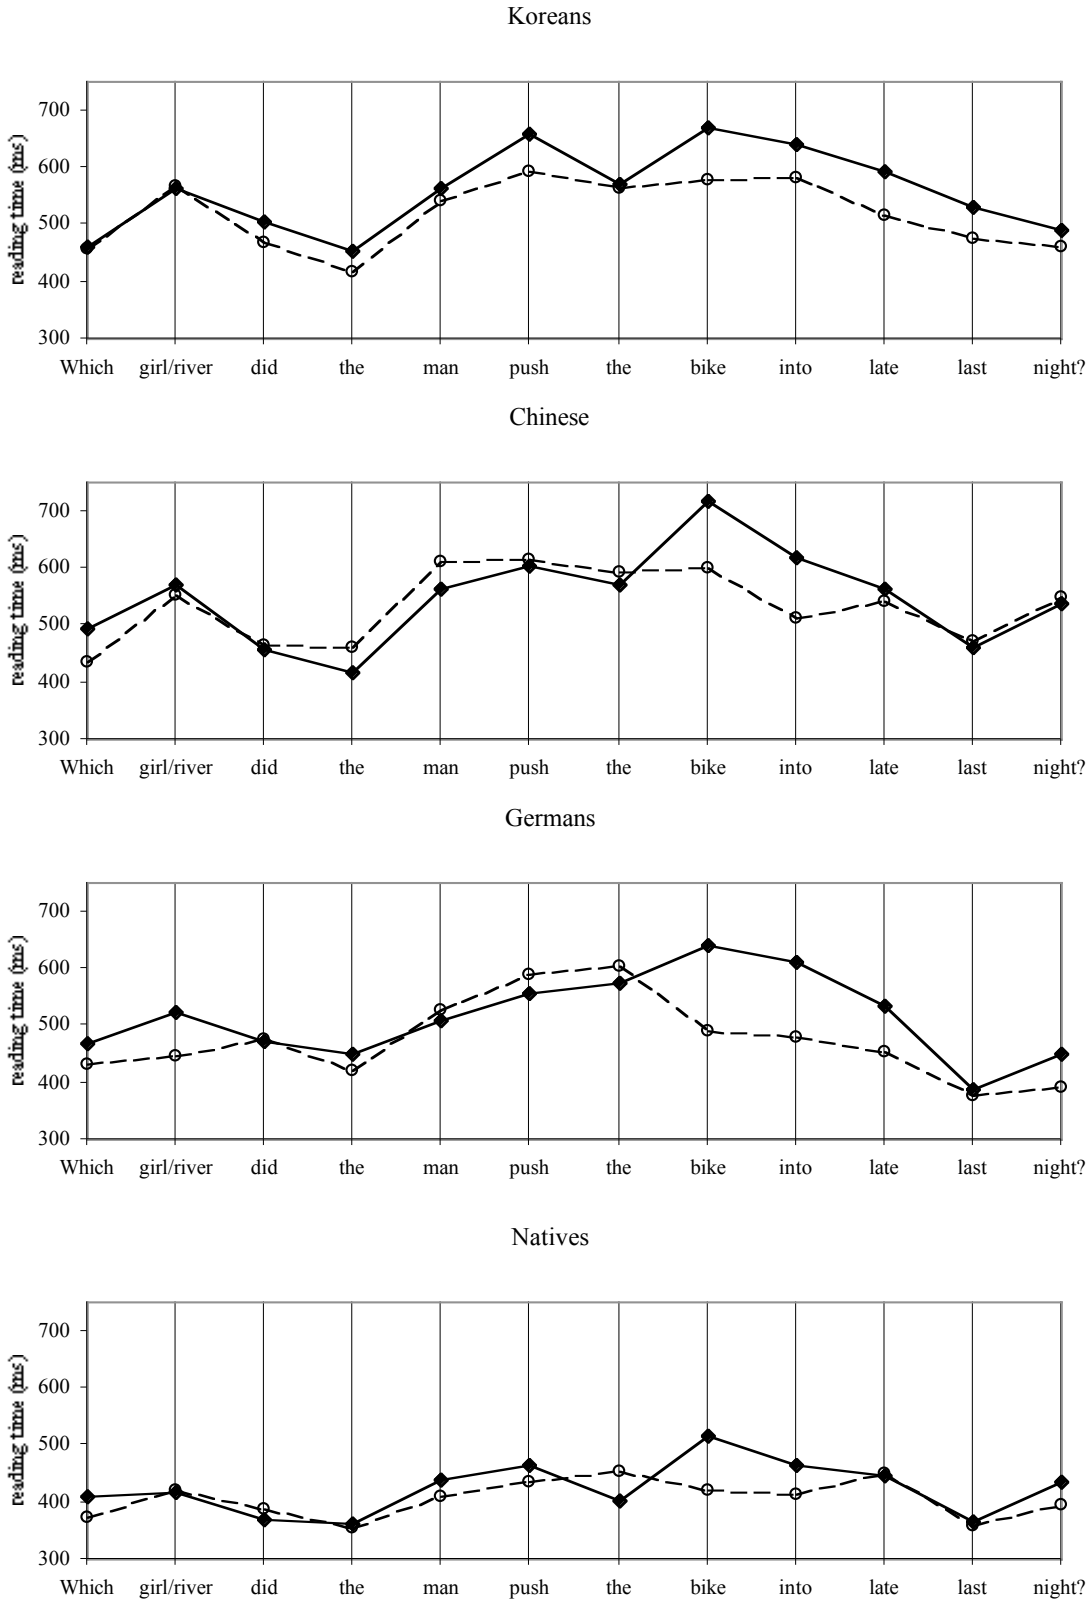 Koreans
700
600
500
400
300
reading time (ms)
Which girl/river did the man push the bike into late last night?
Chinese
700
600
500
400
300
reading time (ms)
Which girl/river did the man push the bike into late last night?
Germans
700
600
500
400
300
reading time (ms)
Which girl/river did the man push the bike into late last night?
Natives
700
600
500
400
300
reading time (ms)
Which girl/river did the man push the bike into late last night?